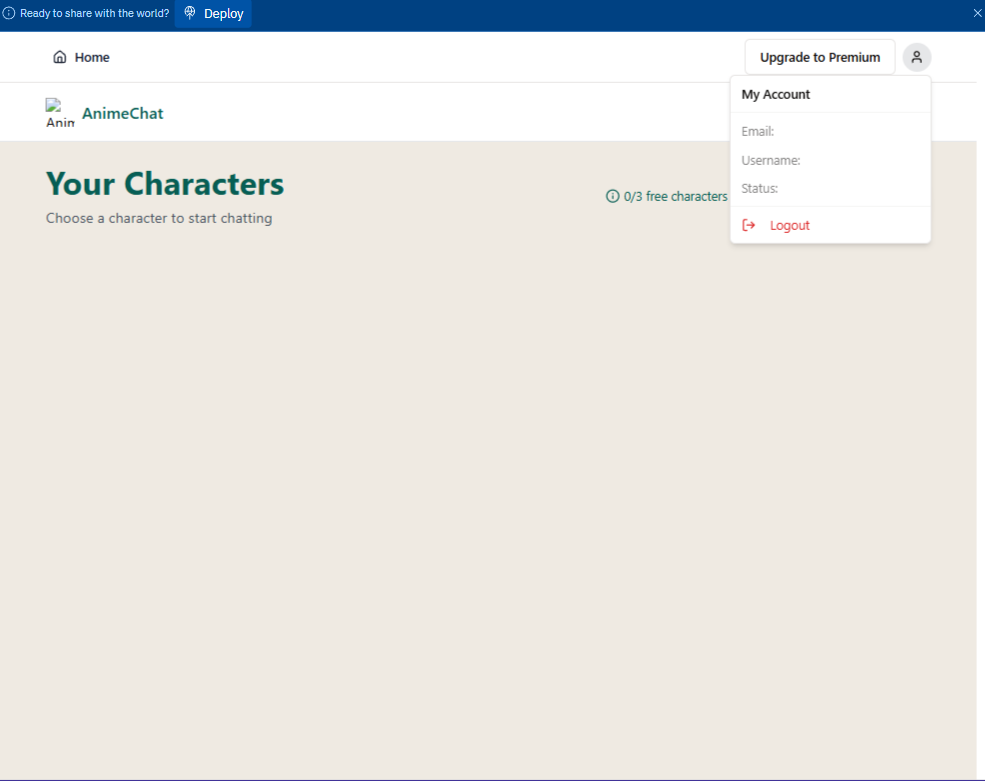 Ready to share with the world? Deploy
Home
Upgrade to Premium
Anim
AnimeChat
My Account
Email:
Username:
Status:
Logout
Your Characters
Choose a character to start chatting
0/3 free characters